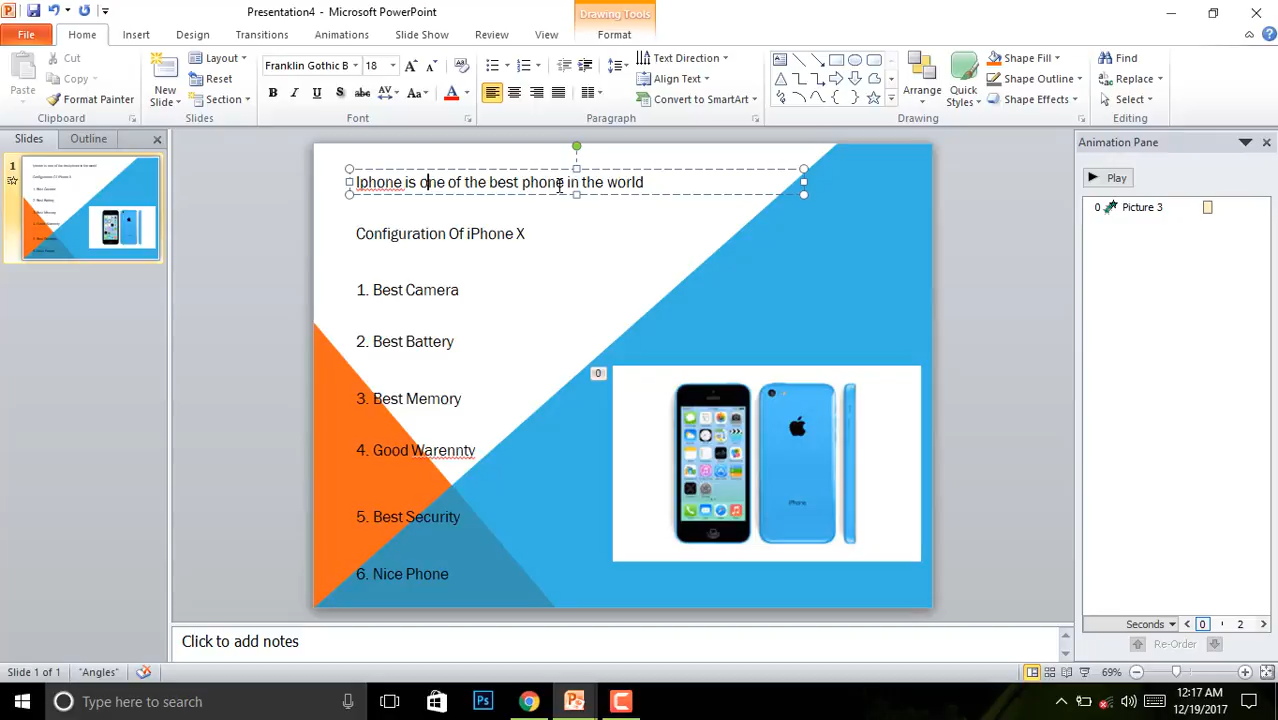 Presentation4 - Microsoft PowerPoint
Drawing Tools
File Home Insert Design Transitions Animations Slide Show Review View Format
Paste
Cut
Copy
Format Painter
Clipboard
New Slide
Layout
Reset
Section
Slides
Franklin Gothic B 18
B I U S abc AV Aa A
Font
Text Direction
Align Text
Convert to SmartArt
Paragraph
Arrange
Quick Styles
Shape Fill
Shape Outline
Shape Effects
Drawing
Find
Replace
Select
Editing
Slides Outline
1
Iphone is one of the best phone in the world
Configuration Of iPhone X
1. Best Camera
2. Best Battery
3. Best Memory
4. Good Warennty
5. Best Security
6. Nice Phone
0
iPhone
Animation Pane
Play
0 Picture 3
Seconds 0 2
Re-Order
Click to add notes
Slide 1 of 1 "Angles" 69%
Type here to search
Ps
12:17 AM
12/19/2017